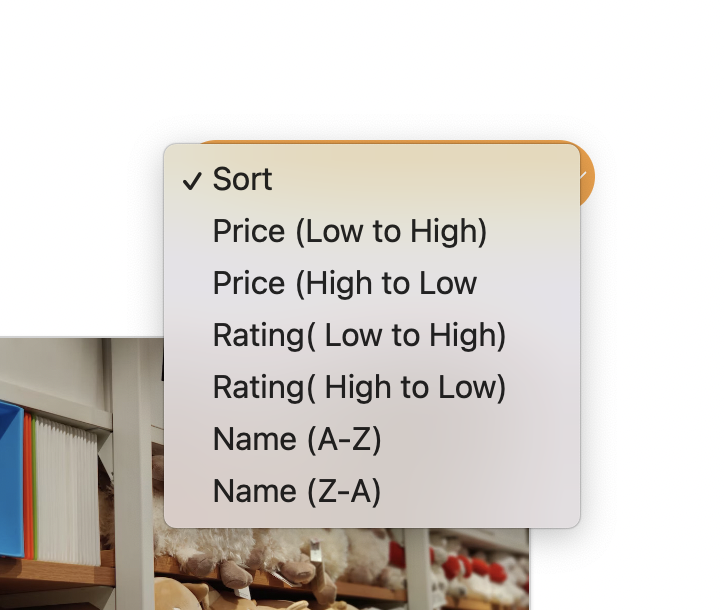 Sort
Price (Low to High)
Price (High to Low
Rating( Low to High)
Rating( High to Low)
Name (A-Z)
Name (Z-A)